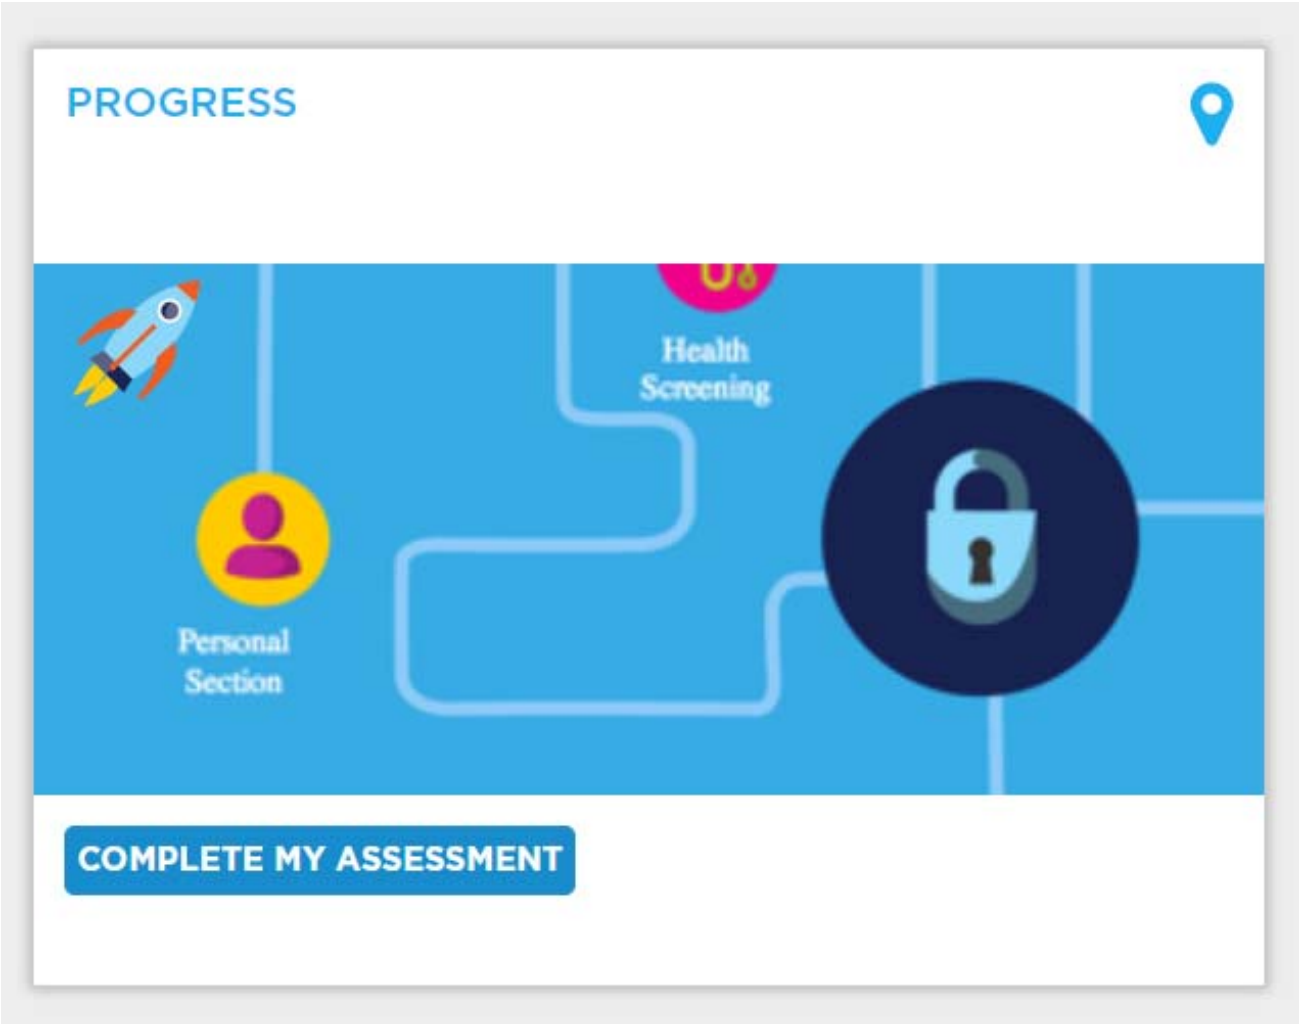 PROGRESS
Health
Screening
Personal
Section
COMPLETE MY ASSESSMENT